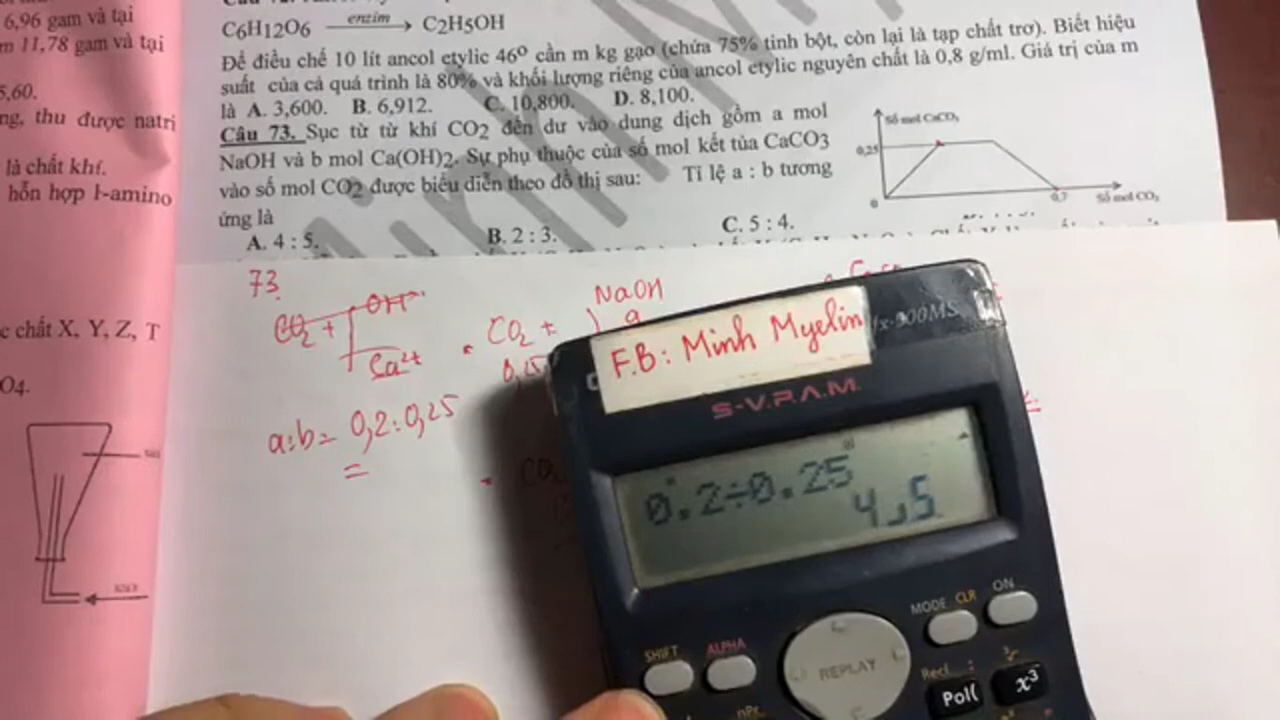 6,96 gam và tại
m 11,78 gam và tại
5,60.
ng, thu được natri
là chất khí.
hỗn hợp l-amino
c chất X, Y, Z, T
O4.
C6H12O6 enzim C2H5OH
Để điều chế 10 lít ancol etylic 46º cần m kg gạo (chứa 75% tinh bột, còn lại là tạp chất trơ). Biết hiệu
suất của cả quá trình là 80% và khối lượng riêng của ancol etylic nguyên chất là 0,8 g/ml. Giá trị của m
là A. 3,600. B. 6,912. C. 10,800. D. 8,100.
Câu 73. Sục từ từ khí CO2 đến dư vào dung dịch gồm a mol
NaOH và b mol Ca(OH)2. Sự phụ thuộc của số mol kết tủa CaCO3
vào số mol CO2 được biểu diễn theo đồ thị sau: Tỉ lệ a : b tương
ứng là
A. 4 : 5. B. 2 : 3. C. 5 : 4.
Số mol CaCO3
0,25
0
0,7
Số mol CO2
73.
CO2 + OH-
Ca2+
CO2 + NaOH
a
0,25
a:b= 0,2:0,25
=
F.B: Minh Myelin
fx-500MS
S-V.P.A.M.
0.2÷0.25
4⌟5
SHIFT ALPHA REPLAY MODE CLR ON
Pol( x³
nPr